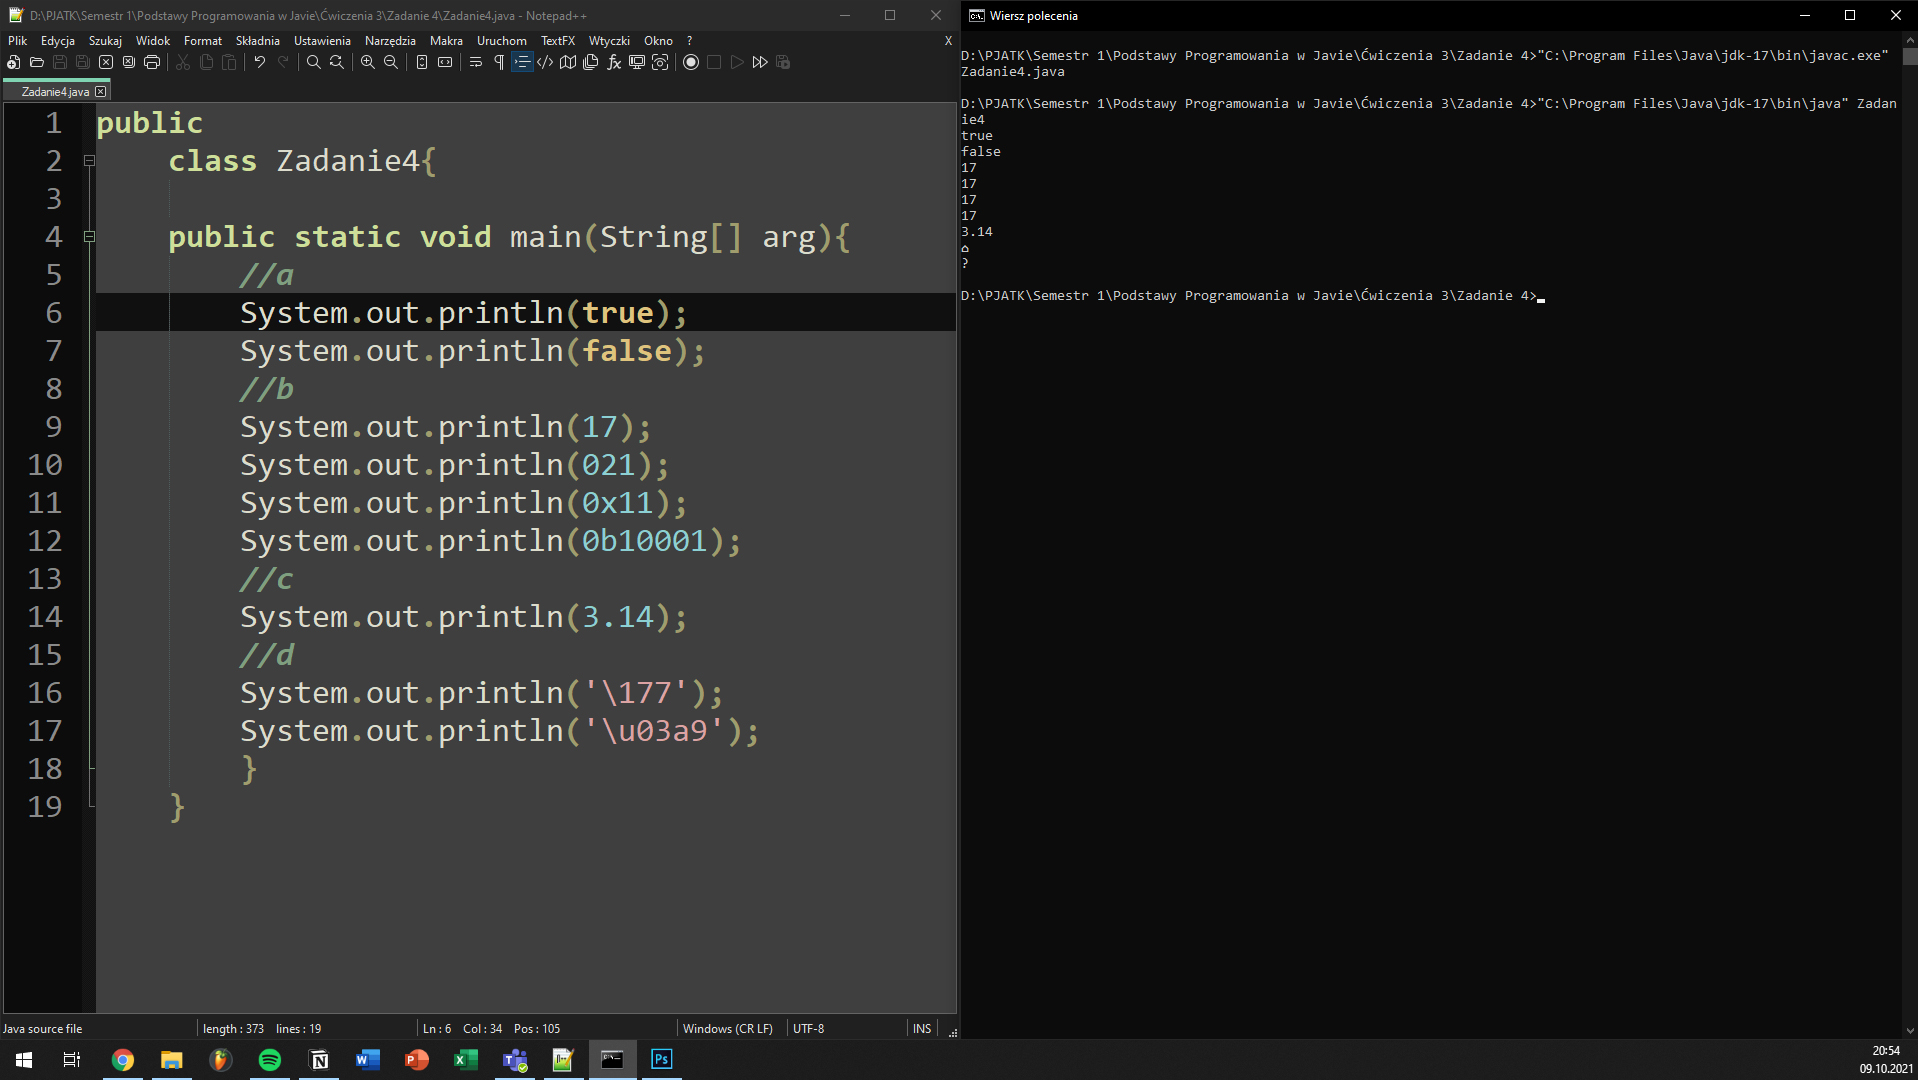 D:\PJATK\Semestr 1\Podstawy Programowania w Javie\Ćwiczenia 3\Zadanie 4\Zadanie4.java - Notepad++
Plik Edycja Szukaj Widok Format Składnia Ustawienia Narzędzia Makra Uruchom TextFX Wtyczki Okno ? X
Zadanie4.java
1 public
2 class Zadanie4{
3
4 public static void main(String[] arg){
5 //a
6 System.out.println(true);
7 System.out.println(false);
8 //b
9 System.out.println(17);
10 System.out.println(021);
11 System.out.println(0x11);
12 System.out.println(0b10001);
13 //c
14 System.out.println(3.14);
15 //d
16 System.out.println('\177');
17 System.out.println('\u03a9');
18 }
19 }
Java source file length : 373 lines : 19 Ln : 6 Col : 34 Pos : 105 Windows (CR LF) UTF-8 INS
Wiersz polecenia
D:\PJATK\Semestr 1\Podstawy Programowania w Javie\Ćwiczenia 3\Zadanie 4>"C:\Program Files\Java\jdk-17\bin\javac.exe"
Zadanie4.java
D:\PJATK\Semestr 1\Podstawy Programowania w Javie\Ćwiczenia 3\Zadanie 4>"C:\Program Files\Java\jdk-17\bin\java" Zadan
ie4
true
false
17
17
17
17
3.14
⌂
?
D:\PJATK\Semestr 1\Podstawy Programowania w Javie\Ćwiczenia 3\Zadanie 4>
20:54
09.10.2021